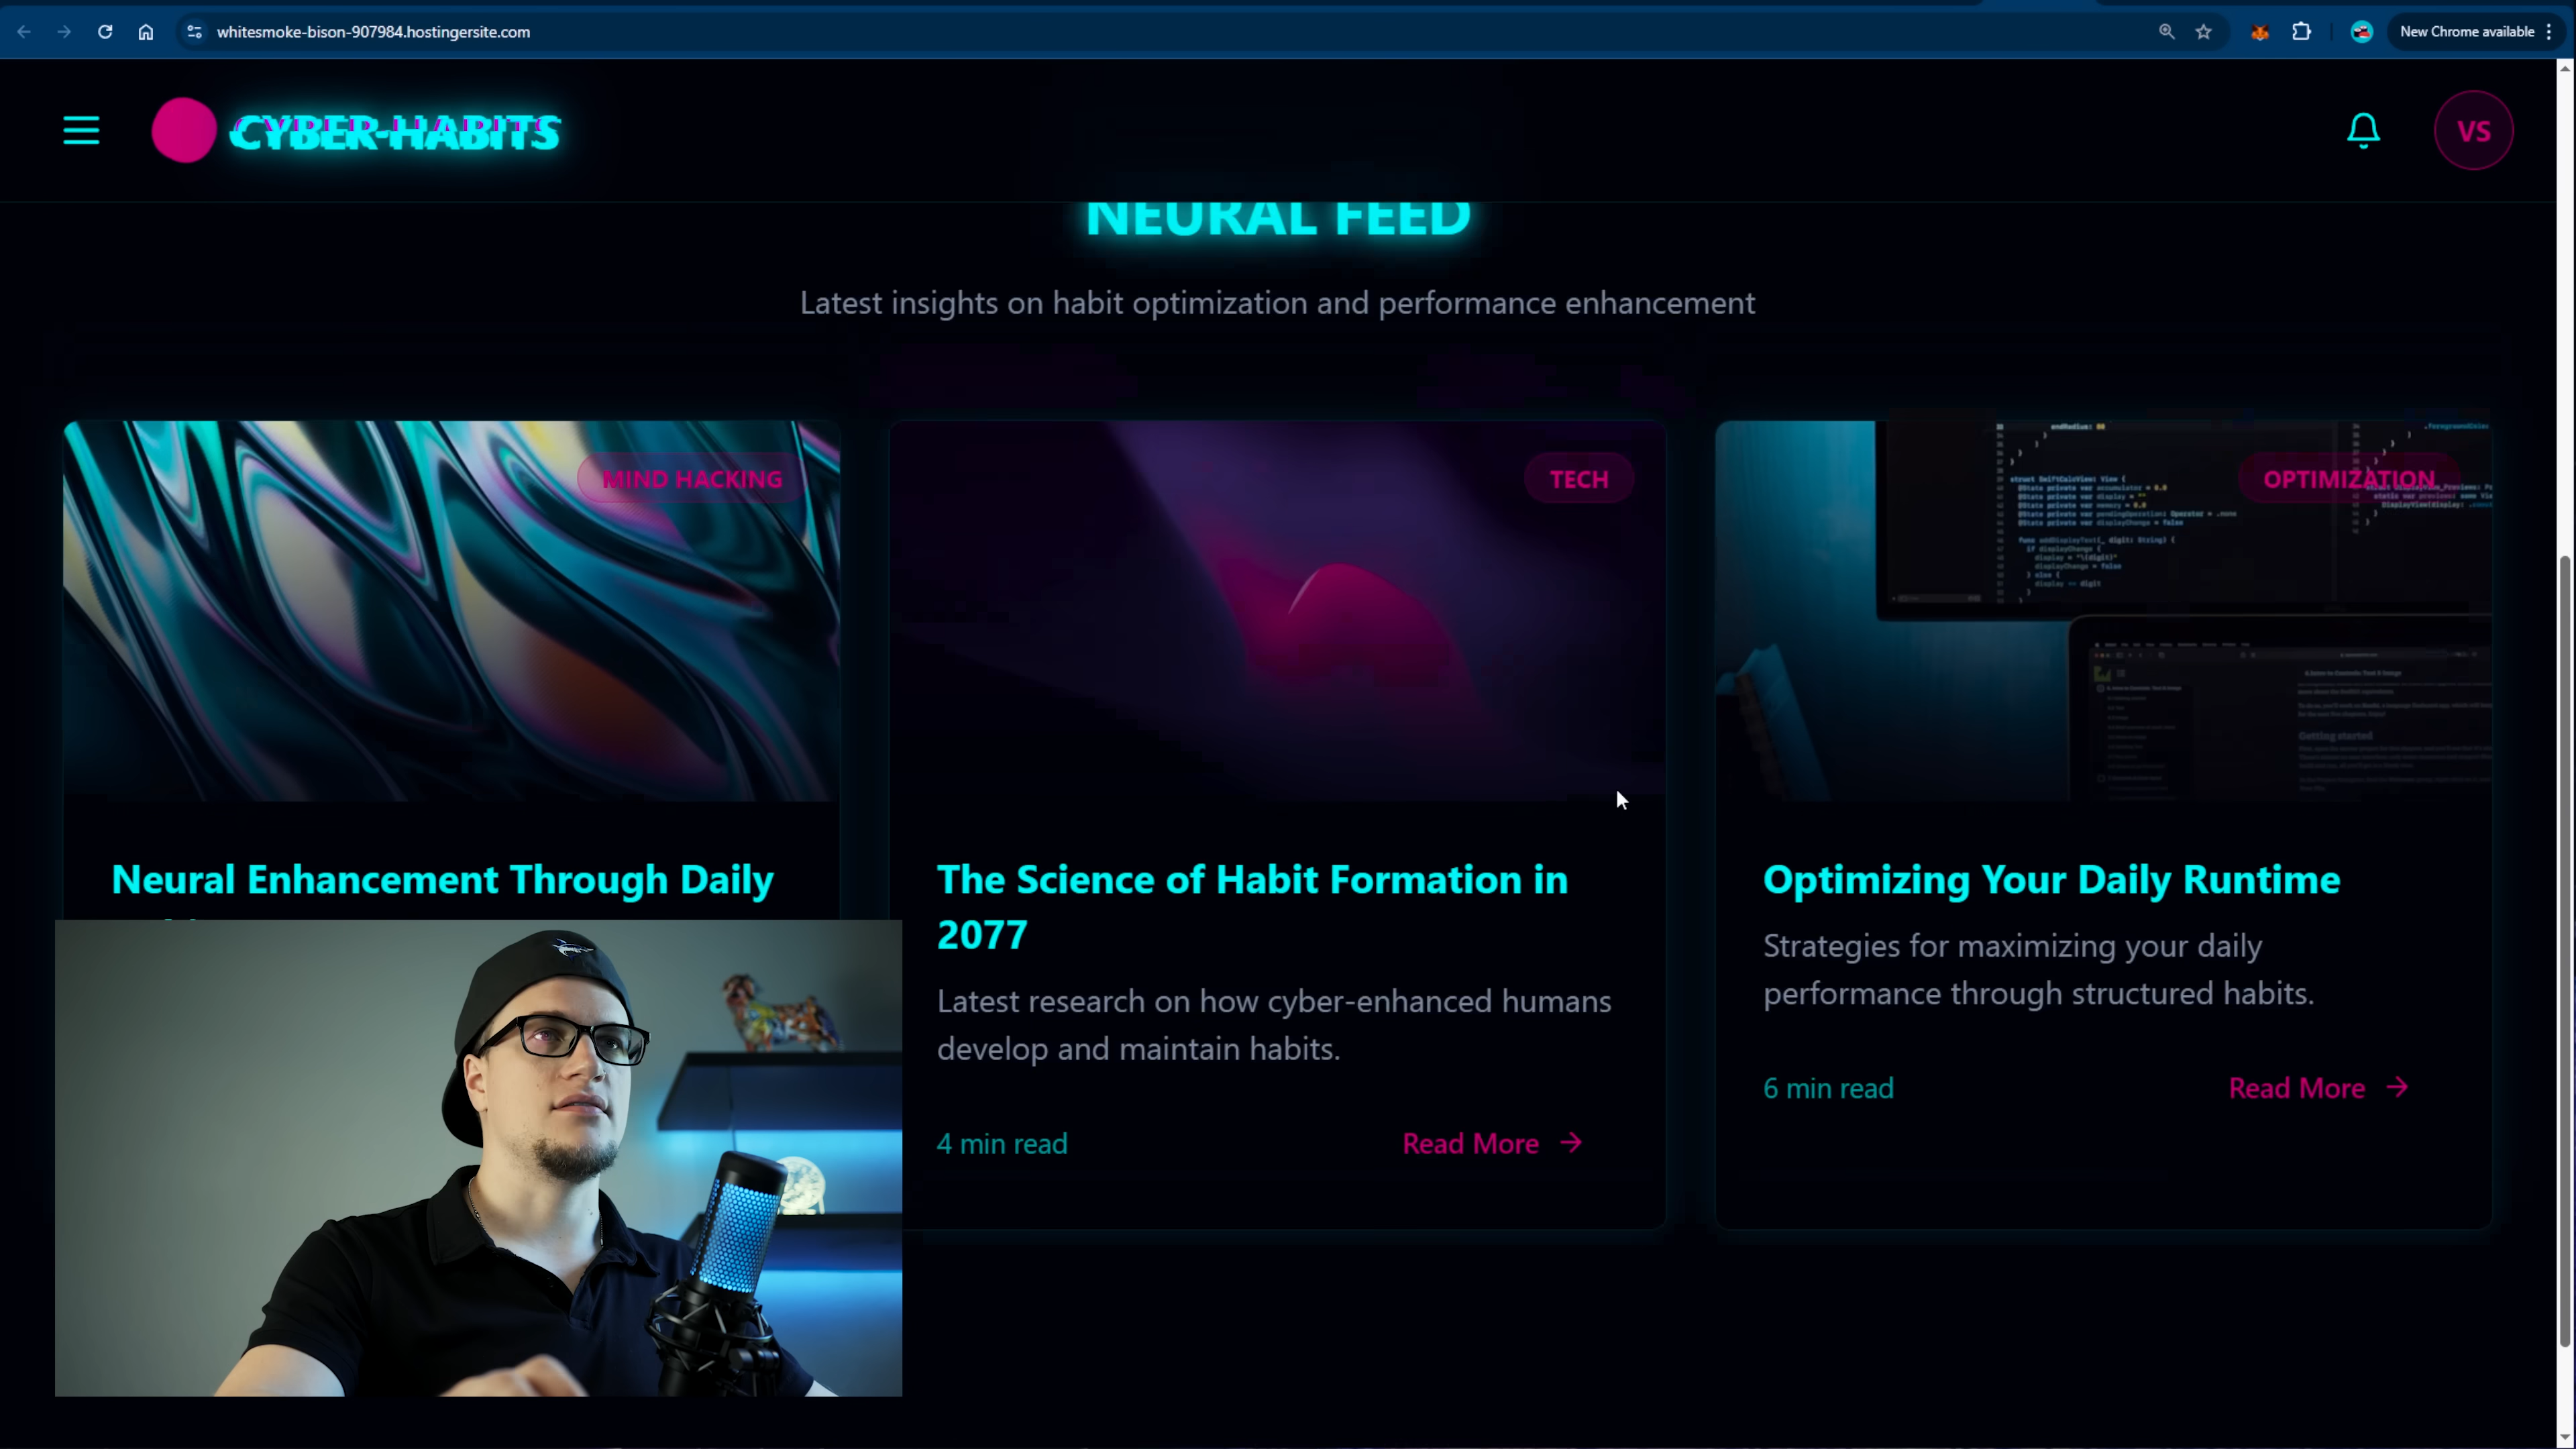 whitesmoke-bison-907984.hostingersite.com
New Chrome available
CYBER-HABITS
VS
NEURAL FEED
Latest insights on habit optimization and performance enhancement
MIND HACKING
TECH
OPTIMIZATION
Neural Enhancement Through Daily
The Science of Habit Formation in
2077
Latest research on how cyber-enhanced humans
develop and maintain habits.
4 min read
Read More
Optimizing Your Daily Runtime
Strategies for maximizing your daily
performance through structured habits.
6 min read
Read More
Getting started